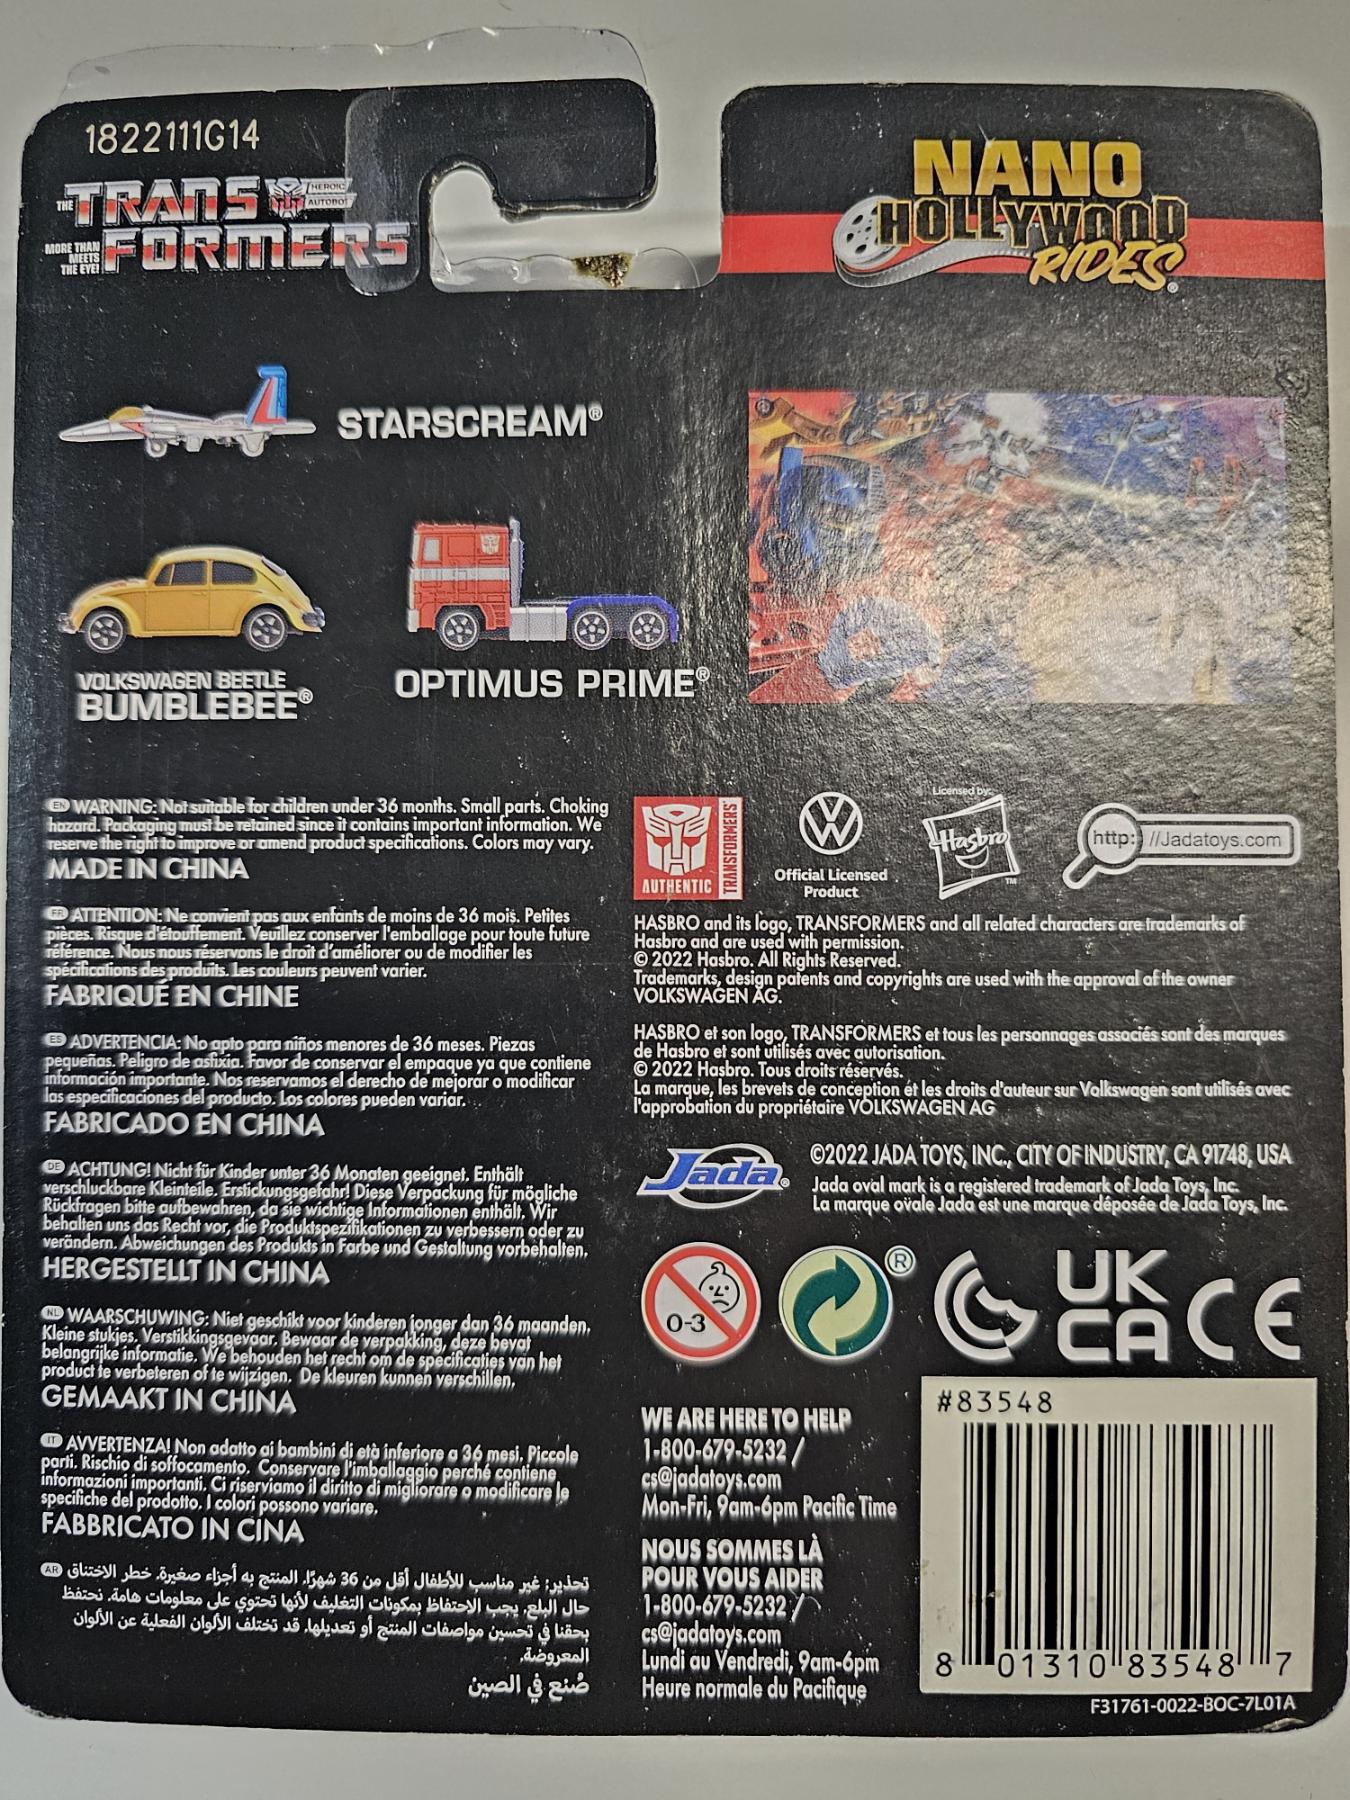 1822111G14
THE TRANSFORMERS
HEROIC AUTOBOT
MORE THAN
MEETS
THE EYE!
NANO
HOLLYWOOD
RIDES®
STARSCREAM®
VOLKSWAGEN BEETLE
BUMBLEBEE®
OPTIMUS PRIME®
EN WARNING: Not suitable for children under 36 months. Small parts. Choking
hazard. Packaging must be retained since it contains important information. We
reserve the right to improve or amend product specifications. Colors may vary.
MADE IN CHINA
FR ATTENTION: Ne convient pas aux enfants de moins de 36 mois. Petites
pièces. Risque d'étouffement. Veuillez conserver l'emballage pour toute future
référence. Nous nous réservons le droit d'améliorer ou de modifier les
spécifications des produits. Les couleurs peuvent varier.
FABRIQUÉ EN CHINE
ES ADVERTENCIA: No apto para niños menores de 36 meses. Piezas
pequeñas. Peligro de asfixia. Favor de conservar el empaque ya que contiene
información importante. Nos reservamos el derecho de mejorar o modificar
las especificaciones del producto. Los colores pueden variar.
FABRICADO EN CHINA
DE ACHTUNG! Nicht für Kinder unter 36 Monaten geeignet. Enthält
verschluckbare Kleinteile. Erstickungsgefahr! Diese Verpackung für mögliche
Rückfragen bitte aufbewahren, da sie wichtige Informationen enthält. Wir
behalten uns das Recht vor, die Produktspezifikationen zu verbessern oder zu
verändern. Abweichungen des Produkts in Farbe und Gestaltung vorbehalten.
HERGESTELLT IN CHINA
NL WAARSCHUWING: Niet geschikt voor kinderen jonger dan 36 maanden.
Kleine stukjes. Verstikkingsgevaar. Bewaar de verpakking, deze bevat
belangrijke informatie. We behouden het recht om de specificaties van het
product te verbeteren of te wijzigen. De kleuren kunnen verschillen.
GEMAAKT IN CHINA
IT AVVERTENZA! Non adatto ai bambini di età inferiore a 36 mesi. Piccole
parti. Rischio di soffocamento. Conservare l'imballaggio perché contiene
informazioni importanti. Ci riserviamo il diritto di migliorare o modificare le
specifiche del prodotto. I colori possono variare.
FABBRICATO IN CINA
AR تحذير: غير مناسب للأطفال أقل من 36 شهرًا. المنتج به أجزاء صغيرة. خطر الاختناق
حال البلع. يجب الاحتفاظ بمكونات التغليف لأنها تحتوي على معلومات هامة. نحتفظ
بحقنا في تحسين مواصفات المنتج أو تعديلها. قد تختلف الألوان الفعلية عن الألوان
المعروضة.
صُنع في الصين
AUTHENTIC
TRANSFORMERS
Official Licensed
Product
Licensed by:
Hasbro
TM
http: //Jadatoys.com
HASBRO and its logo, TRANSFORMERS and all related characters are trademarks of
Hasbro and are used with permission.
© 2022 Hasbro. All Rights Reserved.
Trademarks, design patents and copyrights are used with the approval of the owner
VOLKSWAGEN AG.
HASBRO et son logo, TRANSFORMERS et tous les personnages associés sont des marques
de Hasbro et sont utilisés avec autorisation.
© 2022 Hasbro. Tous droits réservés.
La marque, les brevets de conception et les droits d'auteur sur Volkswagen sont utilisés avec
l'approbation du propriétaire VOLKSWAGEN AG
Jada®
©2022 JADA TOYS, INC., CITY OF INDUSTRY, CA 91748, USA
Jada oval mark is a registered trademark of Jada Toys, Inc.
La marque ovale Jada est une marque déposée de Jada Toys, Inc.
0-3
®
UK
CA
CE
WE ARE HERE TO HELP
1-800-679-5232 /
cs@jadatoys.com
Mon-Fri, 9am-6pm Pacific Time
NOUS SOMMES LÀ
POUR VOUS AIDER
1-800-679-5232 /
cs@jadatoys.com
Lundi au Vendredi, 9am-6pm
Heure normale du Pacifique
#83548
8 01310 83548 7
F31761-0022-BOC-7L01A